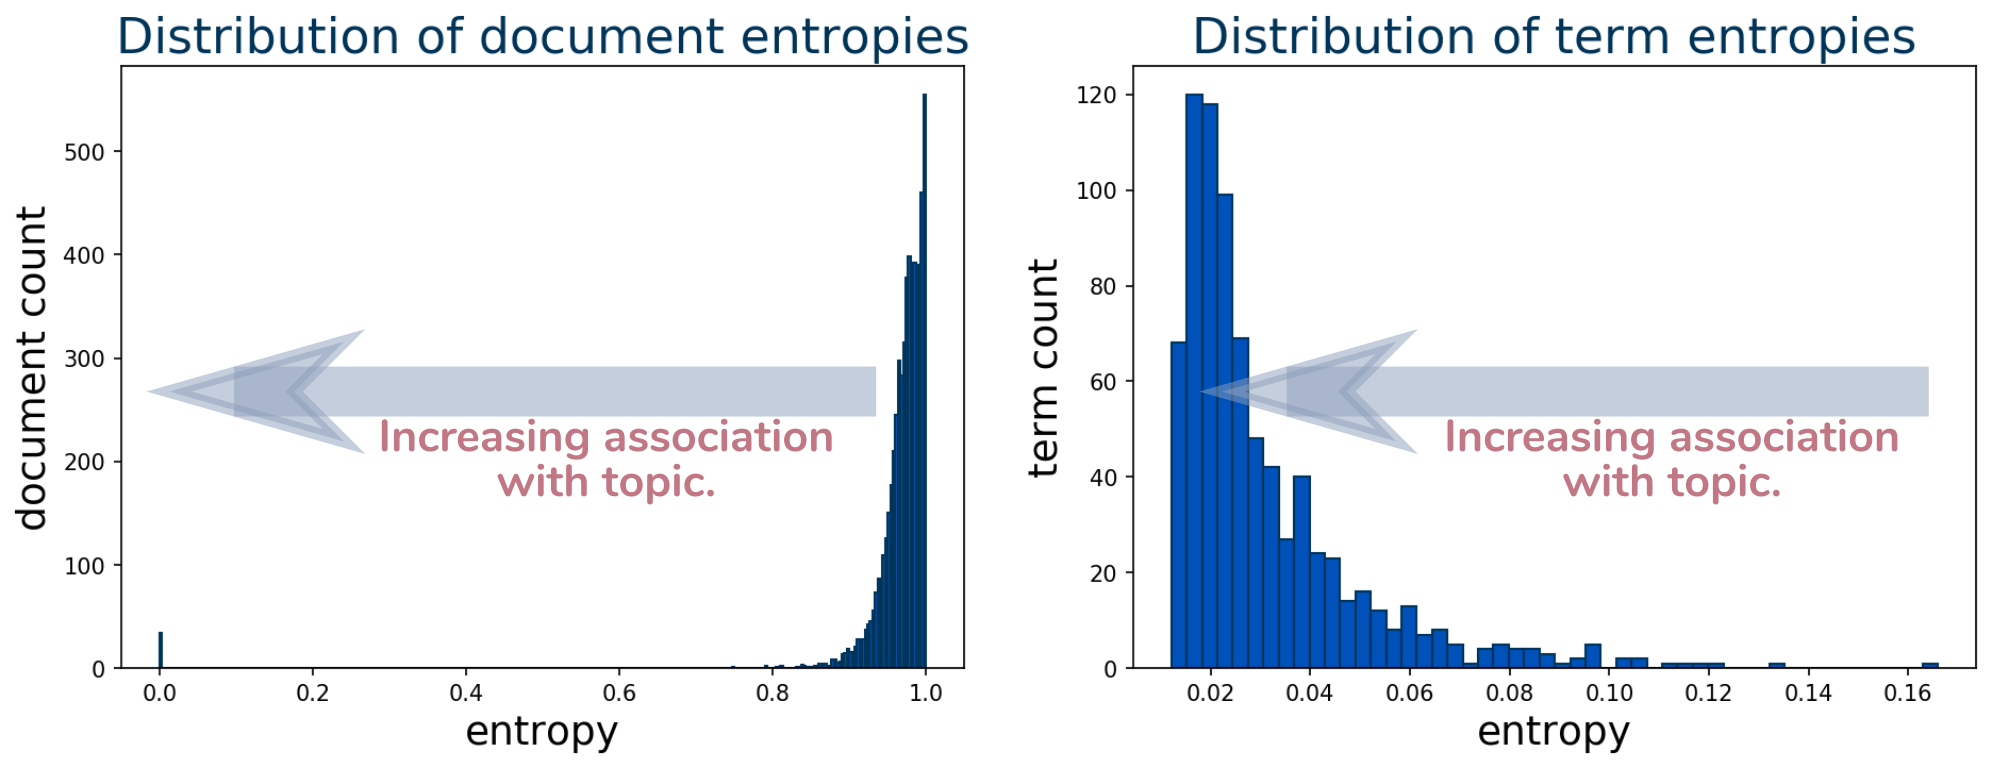 Distribution of document entropies
document count
500
400
300
200
100
0
Increasing association
with topic.
0.0 0.2 0.4 0.6 0.8 1.0
entropy
Distribution of term entropies
term count
120
100
80
60
40
20
0
Increasing association
with topic.
0.02 0.04 0.06 0.08 0.10 0.12 0.14 0.16
entropy